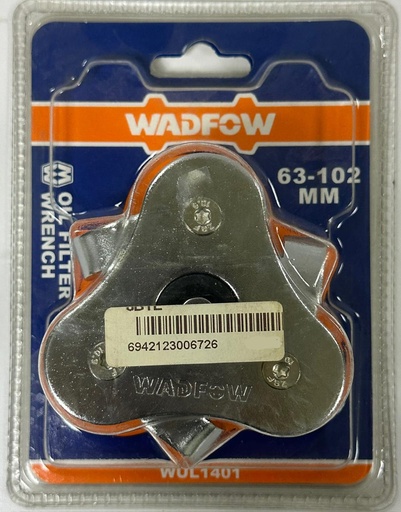 WADFOW
63-102
MM
OIL FILTER
WRENCH
6942123006726
WADFOW
WUL1401